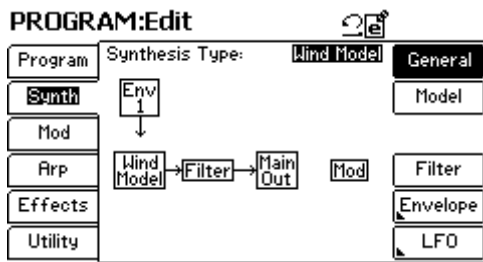 PROGRAM:Edit
e
Program
Synthesis Type: Wind Model
General
Synth
Env
1
Model
Mod
Arp
Wind
Model
Filter
Main
Out
Mod
Filter
Effects
Envelope
Utility
LFO